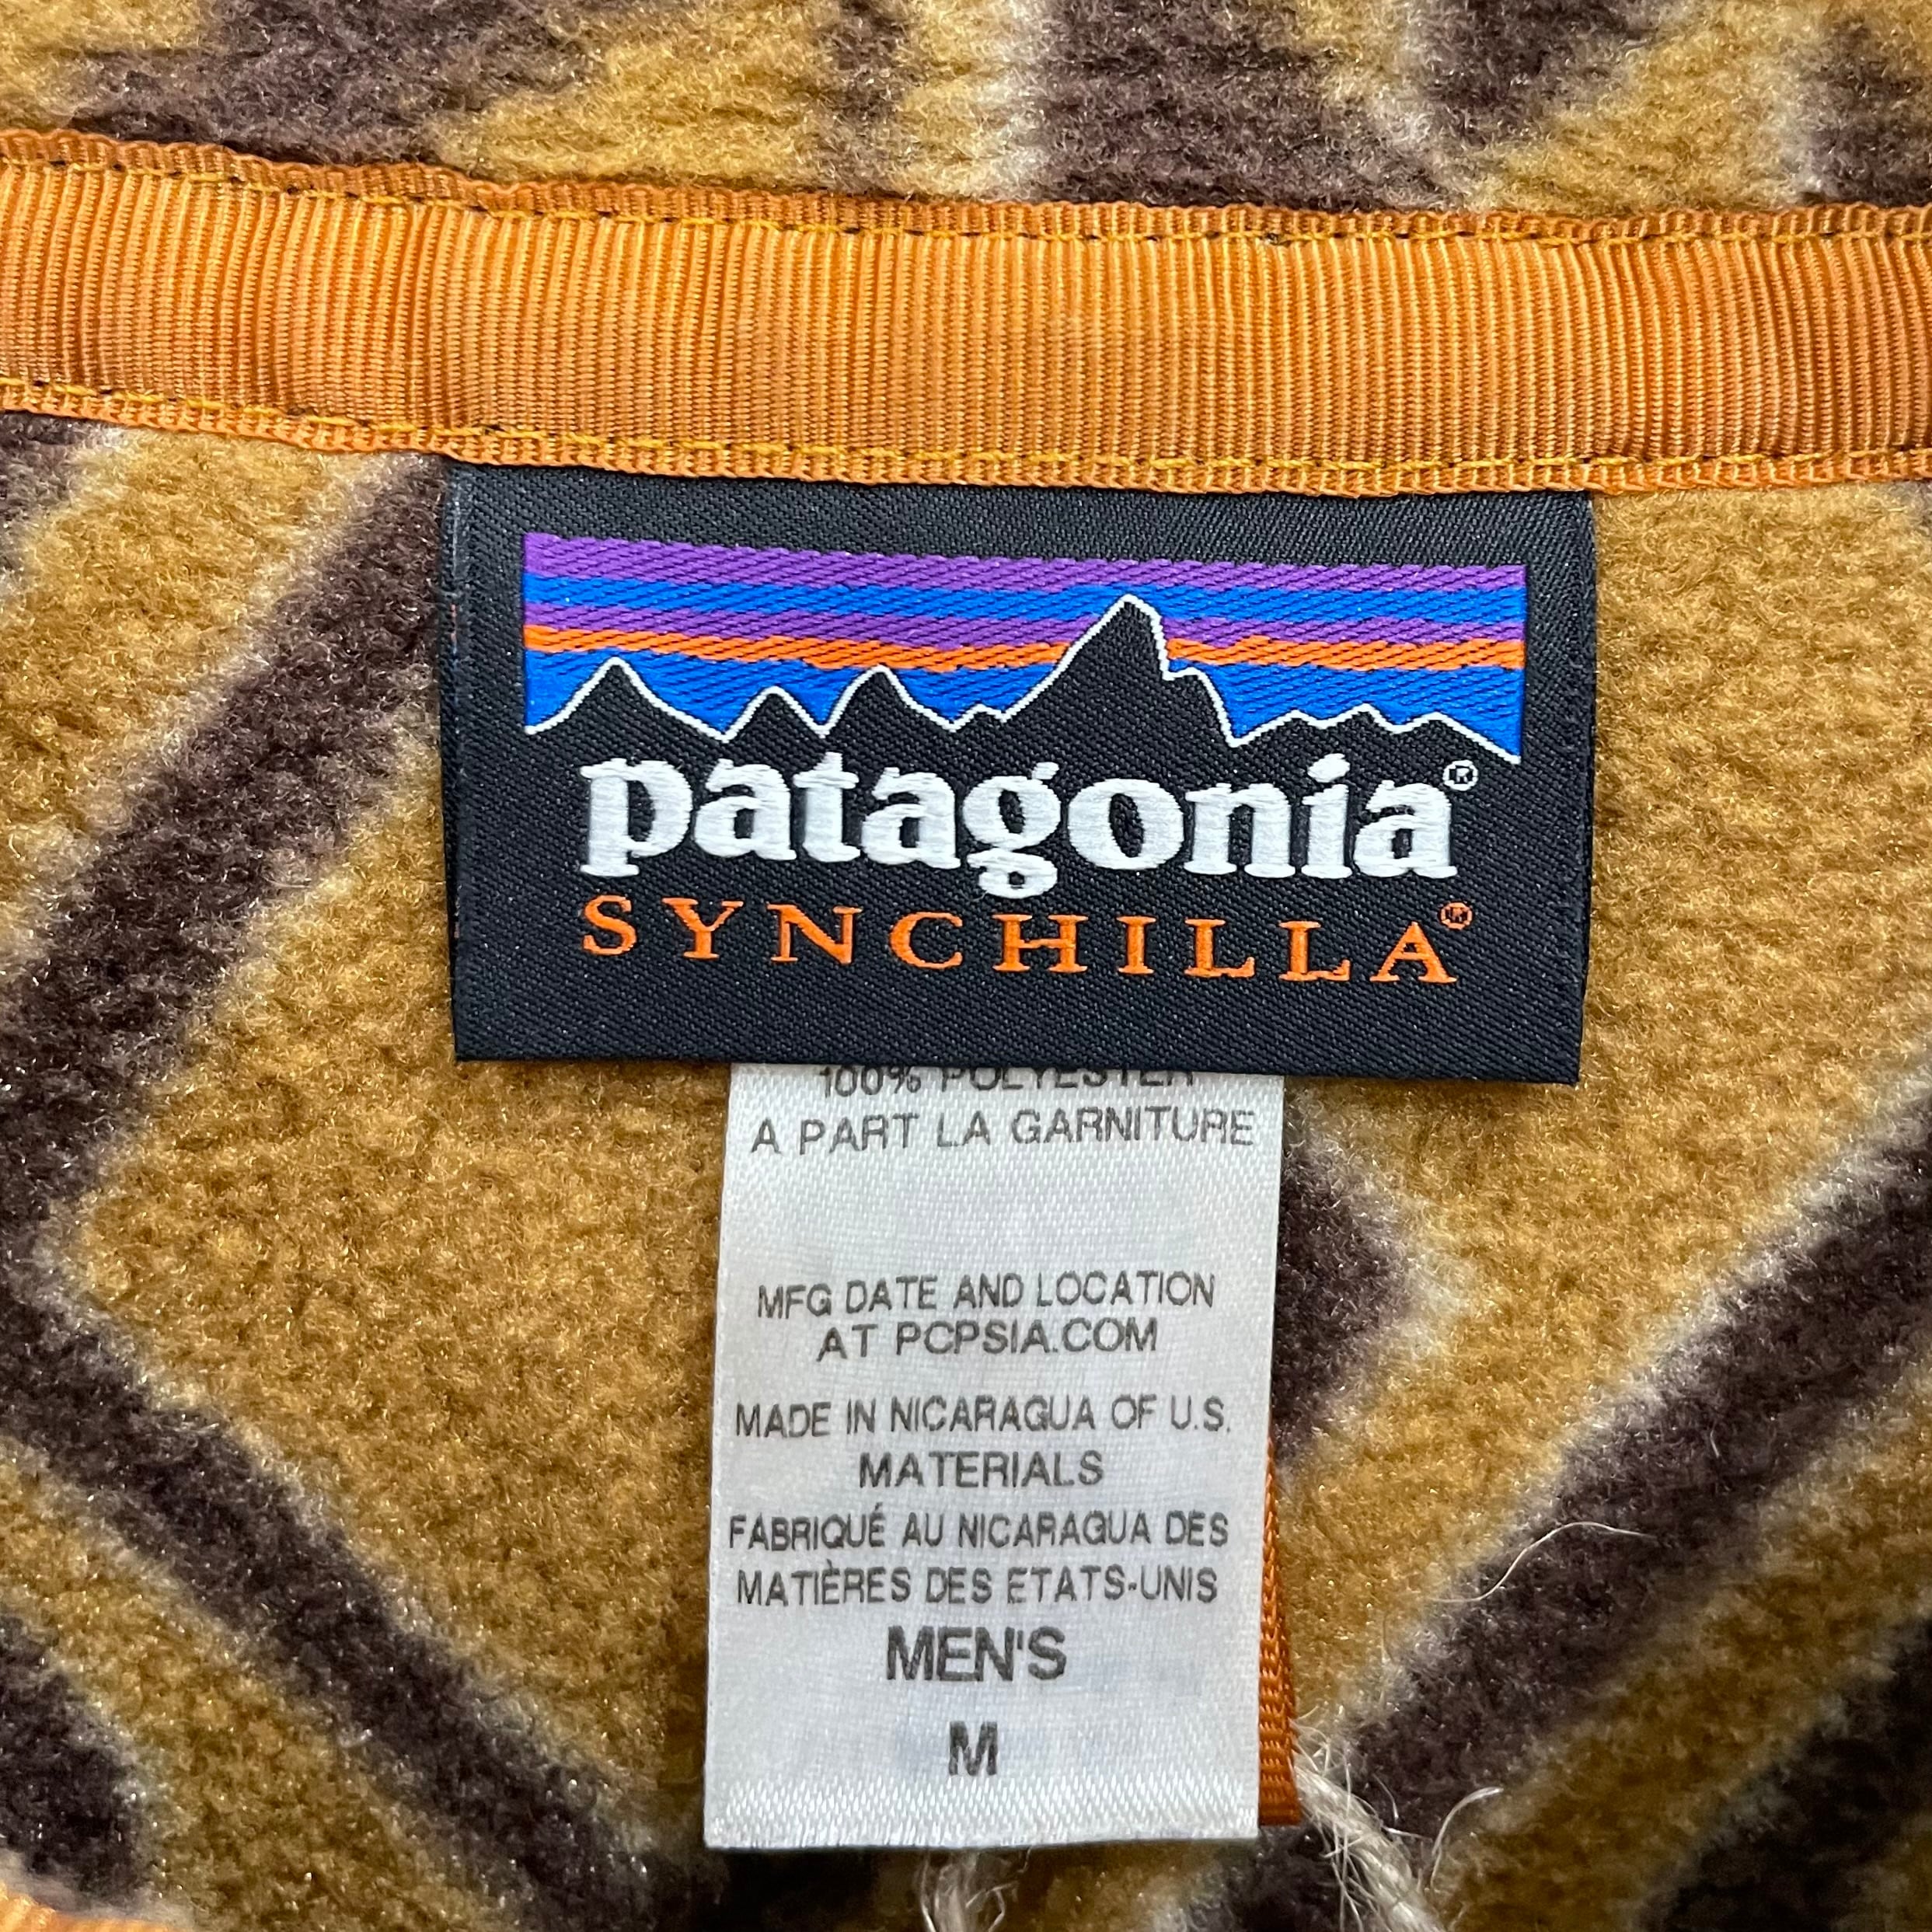 patagonia®
SYNCHILLA®
100% POLYESTER
A PART LA GARNITURE
MFG DATE AND LOCATION
AT PCPSIA.COM
MADE IN NICARAGUA OF U.S.
MATERIALS
FABRIQUÉ AU NICARAGUA DES
MATIÈRES DES ETATS-UNIS
MEN'S
M